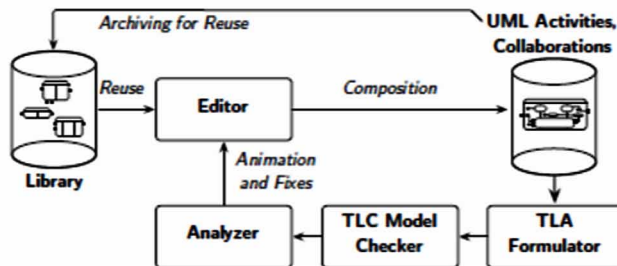 Archiving for Reuse
UML Activities,
Collaborations
Reuse
Editor
Composition
Library
Animation
and Fixes
Analyzer
TLC Model
Checker
TLA
Formulator